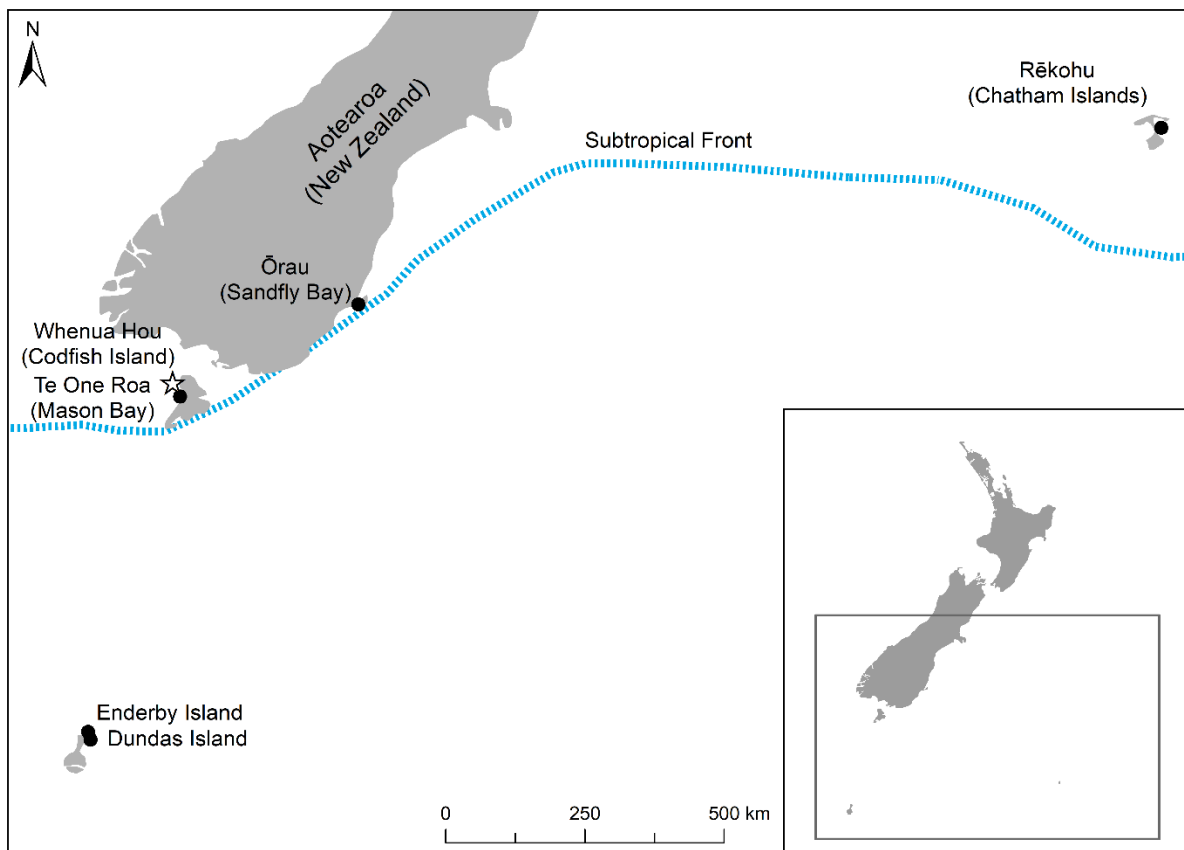 N
Aotearoa
(New Zealand)
Rēkohu
(Chatham Islands)
Subtropical Front
Ōrau
(Sandfly Bay)
Whenua Hou
(Codfish Island)
Te One Roa
(Mason Bay)
Enderby Island
Dundas Island
0 250 500 km